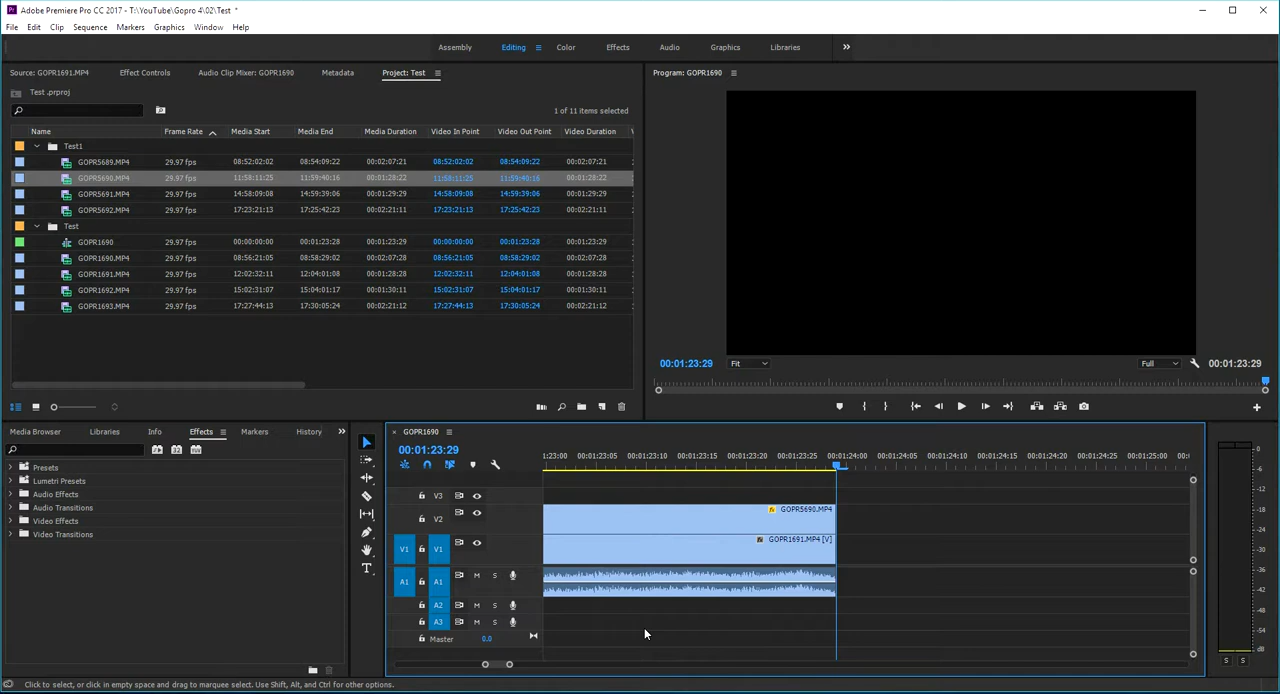 Adobe Premiere Pro CC 2017 - T:\YouTube\Gopro 4\02\Test *
File Edit Clip Sequence Markers Graphics Window Help
Assembly Editing Color Effects Audio Graphics Libraries
Source: GOPR1691.MP4 Effect Controls Audio Clip Mixer: GOPR1690 Metadata Project: Test
Program: GOPR1690
Test .prproj
1 of 11 items selected
Name Frame Rate Media Start Media End Media Duration Video In Point Video Out Point Video Duration
Test1
GOPR5689.MP4 29.97 fps 08:52:02:02 08:54:09:22 00:02:07:21 08:52:02:02 08:54:09:22 00:02:07:21
GOPR5690.MP4 29.97 fps 11:58:11:25 11:59:40:16 00:01:28:22 11:58:11:25 11:59:40:16 00:01:28:22
GOPR5691.MP4 29.97 fps 14:58:09:08 14:59:39:06 00:01:29:29 14:58:09:08 14:59:39:06 00:01:29:29
GOPR5692.MP4 29.97 fps 17:23:21:13 17:25:42:23 00:02:21:11 17:23:21:13 17:25:42:23 00:02:21:11
Test
GOPR1690 29.97 fps 00:00:00:00 00:01:23:28 00:01:23:29 00:00:00:00 00:01:23:28 00:01:23:29
GOPR1690.MP4 29.97 fps 08:56:21:05 08:58:29:02 00:02:07:28 08:56:21:05 08:58:29:02 00:02:07:28
GOPR1691.MP4 29.97 fps 12:02:32:11 12:04:01:08 00:01:28:28 12:02:32:11 12:04:01:08 00:01:28:28
GOPR1692.MP4 29.97 fps 15:02:31:07 15:04:01:17 00:01:30:11 15:02:31:07 15:04:01:17 00:01:30:11
GOPR1693.MP4 29.97 fps 17:27:44:13 17:30:05:24 00:02:21:12 17:27:44:13 17:30:05:24 00:02:21:12
00:01:23:29 Fit Full 00:01:23:29
Media Browser Libraries Info Effects Markers History
Presets
Lumetri Presets
Audio Effects
Audio Transitions
Video Effects
Video Transitions
× GOPR1690
00:01:23:29
1:23:00 00:01:23:05 00:01:23:10 00:01:23:15 00:01:23:20 00:01:23:25 00:01:24:00 00:01:24:05 00:01:24:10 00:01:24:15 00:01:24:20 00:01:24:25 00:01:25:00 00:0
V3
V2 fx GOPR5690.MP4
V1 V1 fx GOPR1691.MP4 [V]
A1 A1 M S
A2 M S
A3 M S
Master 0.0
0
-6
-12
-18
-24
-30
-36
-42
-48
-54
dB
S S
Click to select, or click in empty space and drag to marquee select. Use Shift, Alt, and Ctrl for other options.